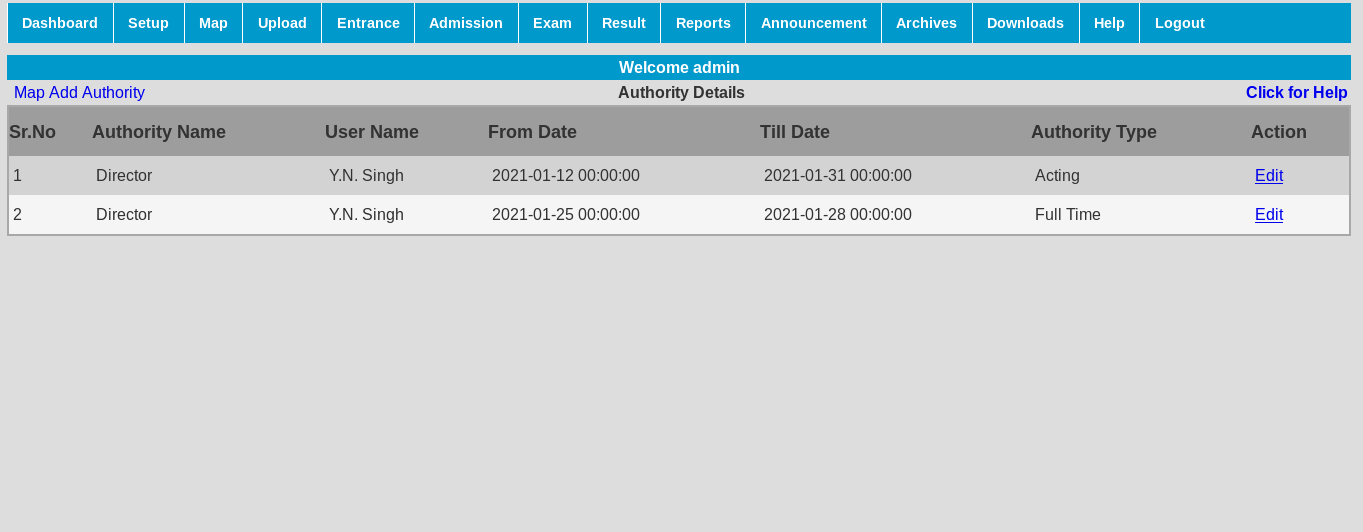 Dashboard Setup Map Upload Entrance Admission Exam Result Reports Announcement Archives Downloads Help Logout
Welcome admin
Map Add Authority Authority Details Click for Help
Sr.No Authority Name User Name From Date Till Date Authority Type Action
1 Director Y.N. Singh 2021-01-12 00:00:00 2021-01-31 00:00:00 Acting Edit
2 Director Y.N. Singh 2021-01-25 00:00:00 2021-01-28 00:00:00 Full Time Edit